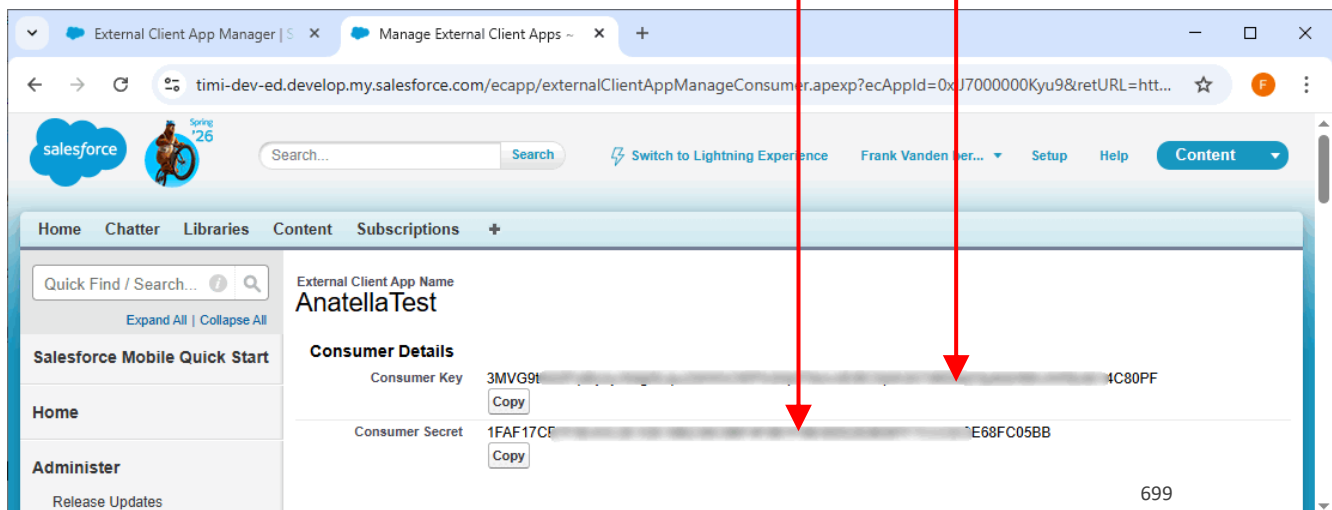 External Client App Manager | S
Manage External Client Apps ~
timi-dev-ed.develop.my.salesforce.com/ecapp/externalClientAppManageConsumer.apexp?ecAppId=0xJ7000000Kyu9&retURL=htt...
F
salesforce
Spring '26
Search...
Search
Switch to Lightning Experience
Frank Vanden ber...
Setup
Help
Content
Home Chatter Libraries Content Subscriptions +
Quick Find / Search...
Expand All | Collapse All
Salesforce Mobile Quick Start
Home
Administer
Release Updates
External Client App Name
AnatellaTest
Consumer Details
Consumer Key 3MVG9 4C80PF
Copy
Consumer Secret 1FAF17C E68FC05BB
Copy
699